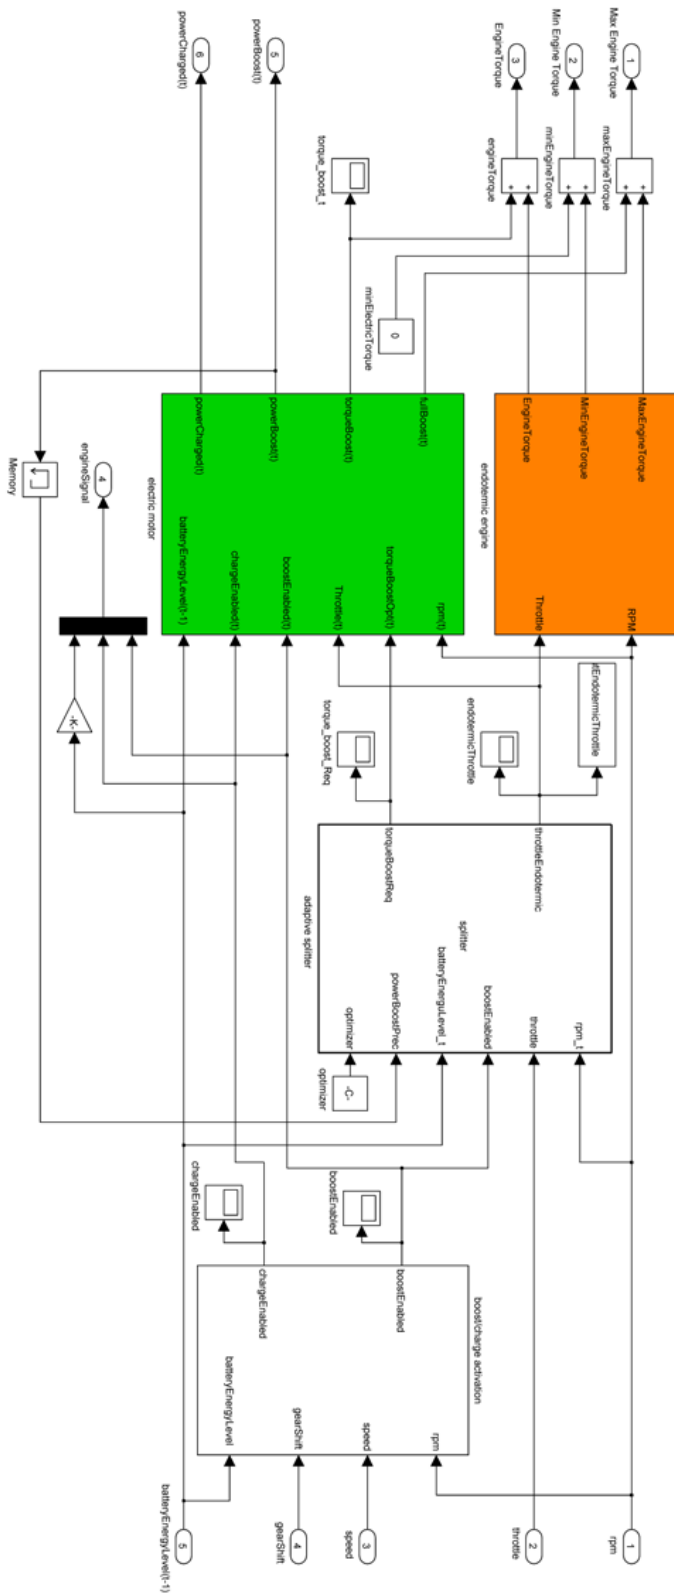 Max Engine Torque
1
maxEngineTorque
+
+
Min Engine Torque
2
minEngineTorque
+
+
EngineTorque
3
engineTorque
+
+
MaxEngineTorque
MinEngineTorque
EngineTorque
RPM
Throttle
endotermic engine
0
minElectricTorque
torque_boost_t
5
powerBoost(t)
6
powerCharged(t)
fullBoost(t)
torqueBoost(t)
powerBoost(t)
powerCharged(t)
rpm(t)
torqueBoostOpt(t)
Throttle(t)
boostEnabled(t)
chargeEnabled(t)
batteryEnergyLevel(t-1)
electric motor
4
engineSignal
Memory
-K-
tEndotermicThrottle
endotermicThrottle
torque_boost_Req
throttleEndotermic
torqueBoostReq
splitter
rpm_t
throttle
boostEnabled
batteryEnerguLevel_t
powerBoostPrec
optimizer
adaptive splitter
-C-
optimizer
boostEnabled
chargeEnabled
boost/charge activation
boostEnabled
chargeEnabled
rpm
speed
gearShift
batteryEnergyLevel
1
rpm
2
throttle
3
speed
4
gearShift
5
batteryEnergyLevel(t-1)